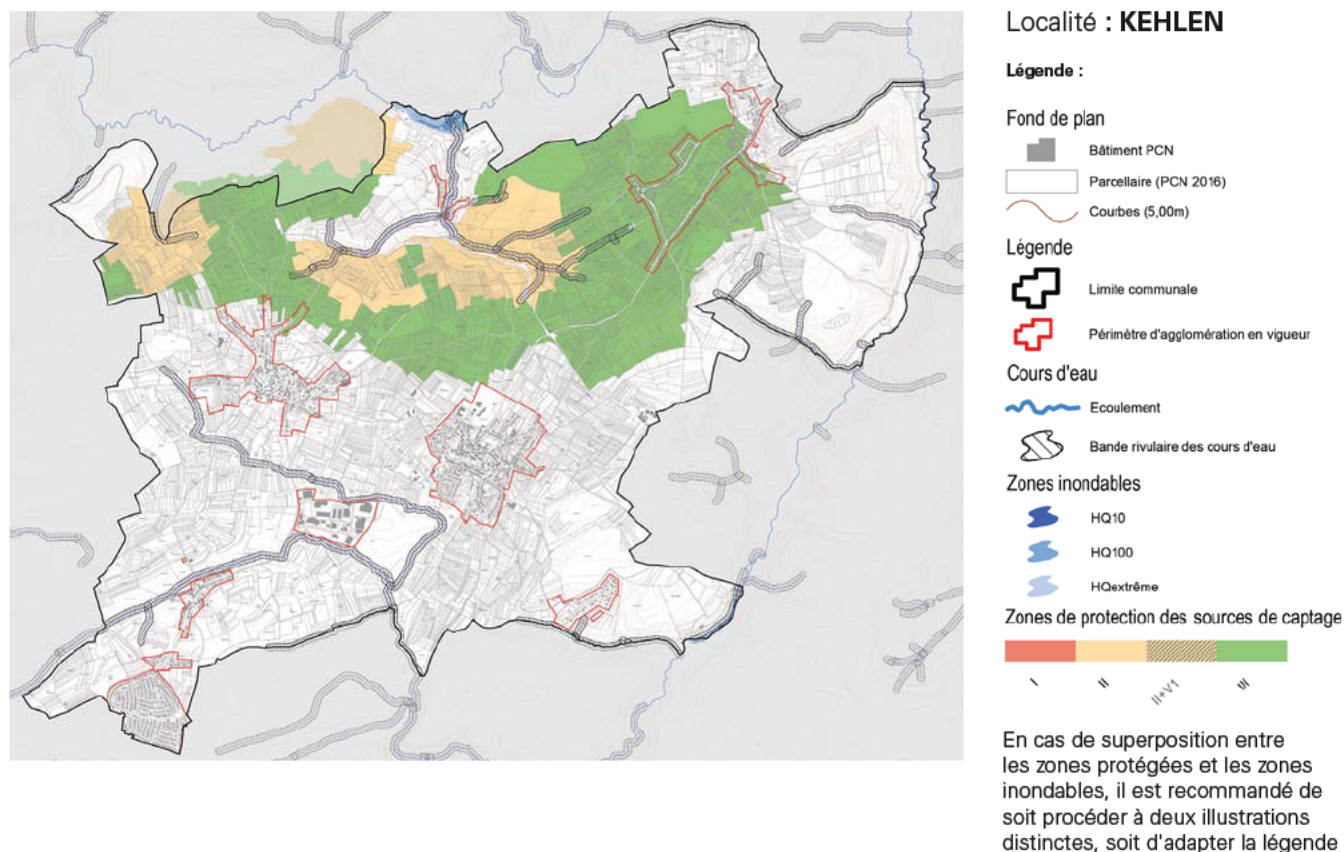 Localité : KEHLEN
Légende :
Fond de plan
Bâtiment PCN
Parcellaire (PCN 2016)
Courbes (5,00m)
Légende
Limite communale
Périmètre d'agglomération en vigueur
Cours d'eau
Ecoulement
Bande rivulaire des cours d'eau
Zones inondables
HQ10
HQ100
HQextrême
Zones de protection des sources de captage
I
II
II+V1
En cas de superposition entre
les zones protégées et les zones
inondables, il est recommandé de
soit procéder à deux illustrations
distinctes, soit d'adapter la légende